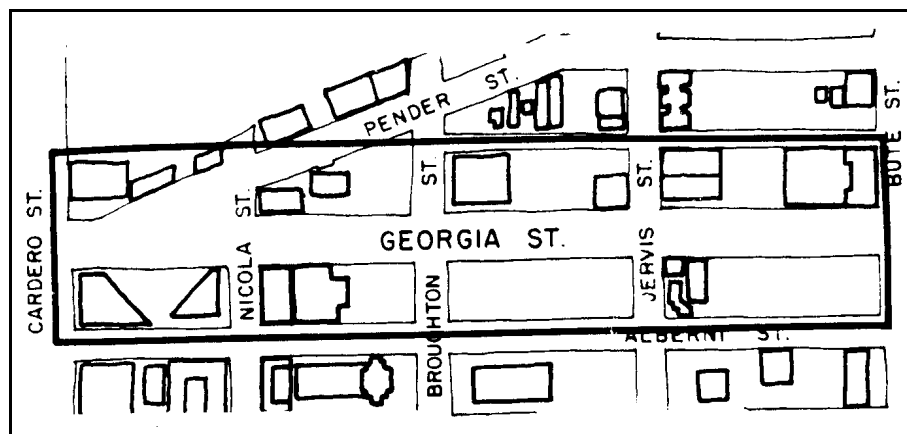 PENDER ST.
BUTE ST.
CARDERO ST.
NICOLA ST.
GEORGIA ST.
BROUGHTON ST.
JERVIS ST.
ALBERNI ST.